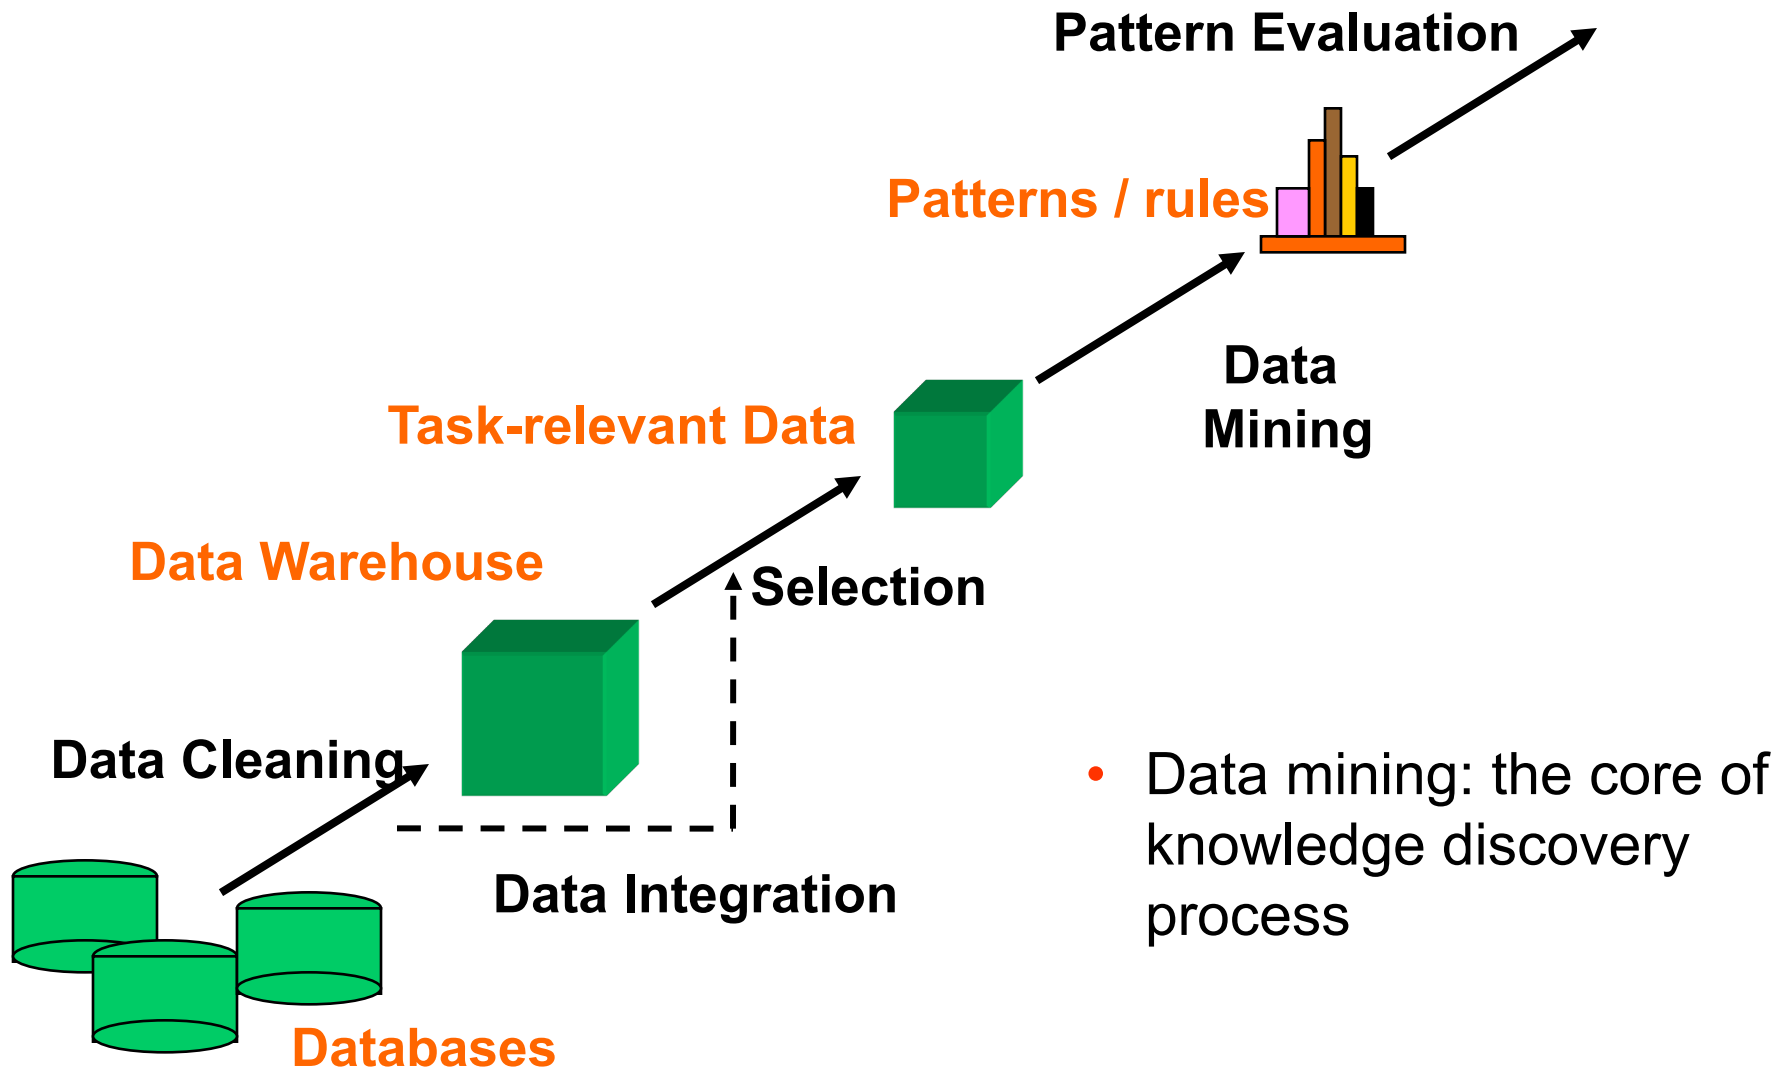 Pattern Evaluation
Patterns / rules
Data
Mining
Task-relevant Data
Data Warehouse
Selection
Data Cleaning
• Data mining: the core of
knowledge discovery
process
Data Integration
Databases